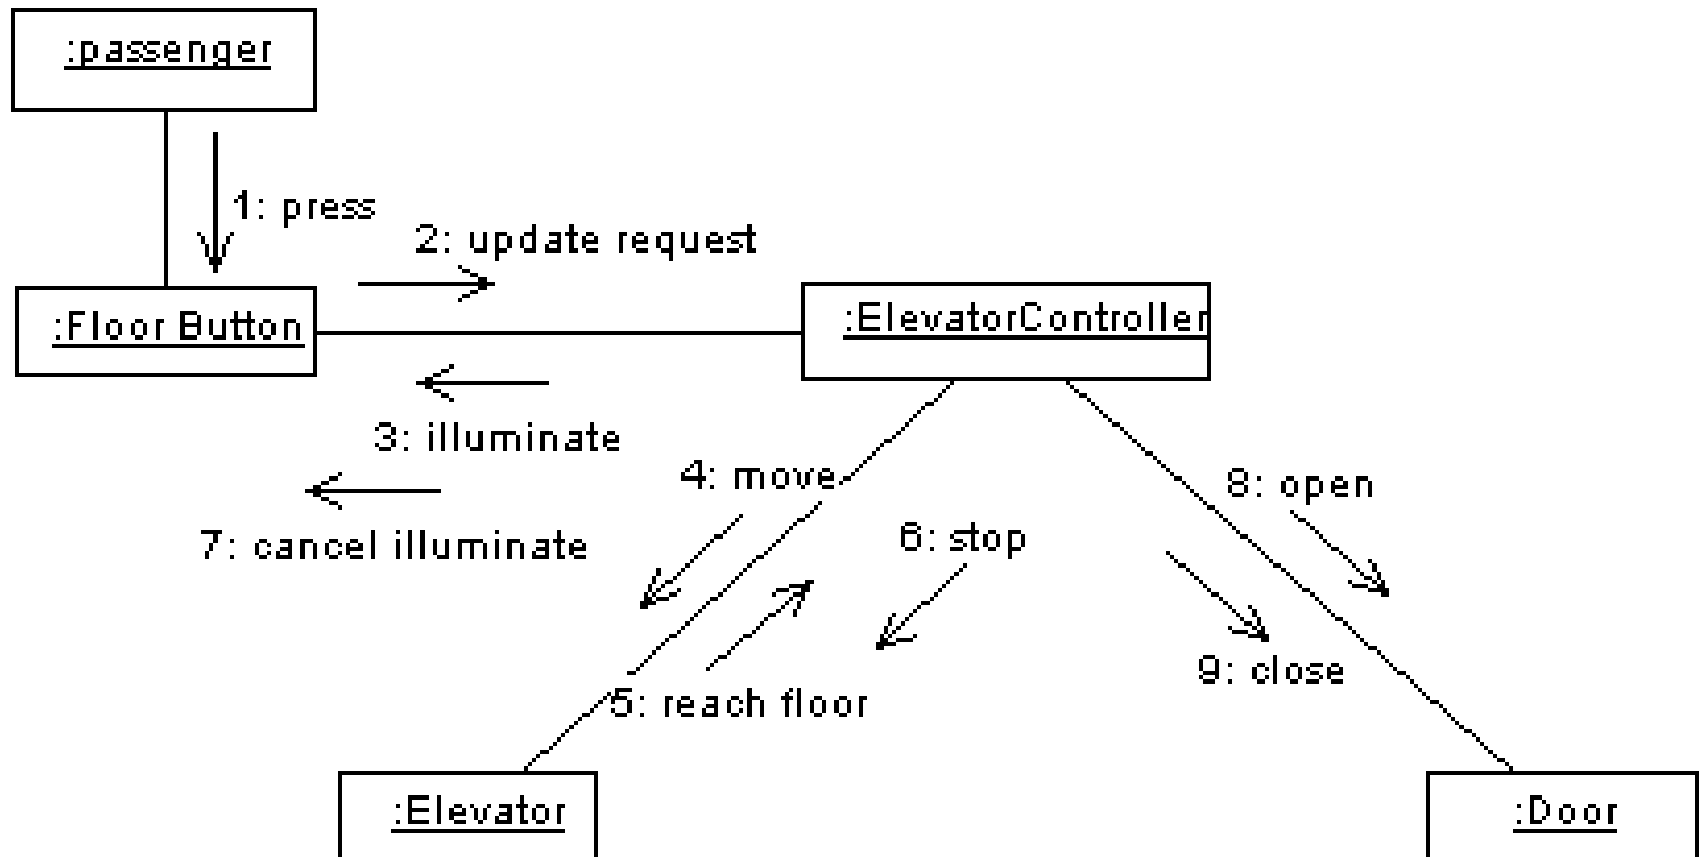 :passenger
1: press
2: update request
:Floor Button
:ElevatorController
3: illuminate
4: move
8: open
7: cancel illuminate
6: stop
9: close
5: reach floor
:Elevator
:Door